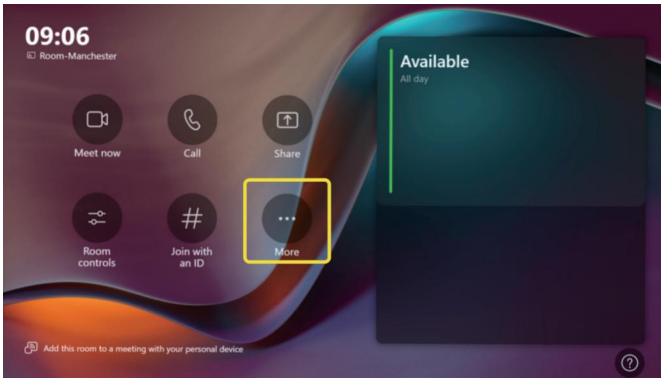 09:06
Room-Manchester
Available
All day
Meet now
Call
Share
Room
controls
Join with
an ID
More
Add this room to a meeting with your personal device
?